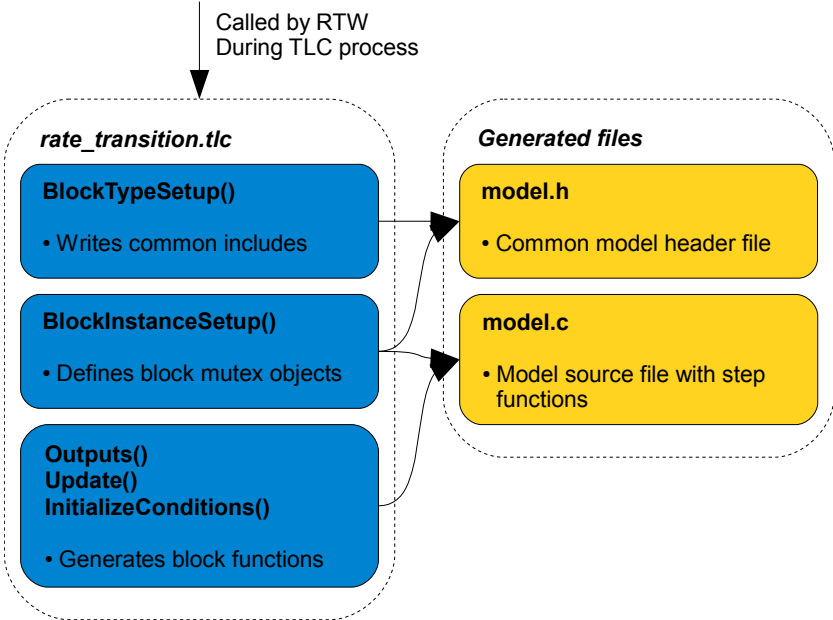 Called by RTW
During TLC process
rate_transition.tlc
BlockTypeSetup()
• Writes common includes
BlockInstanceSetup()
• Defines block mutex objects
Outputs()
Update()
InitializeConditions()
• Generates block functions
Generated files
model.h
• Common model header file
model.c
• Model source file with step
functions